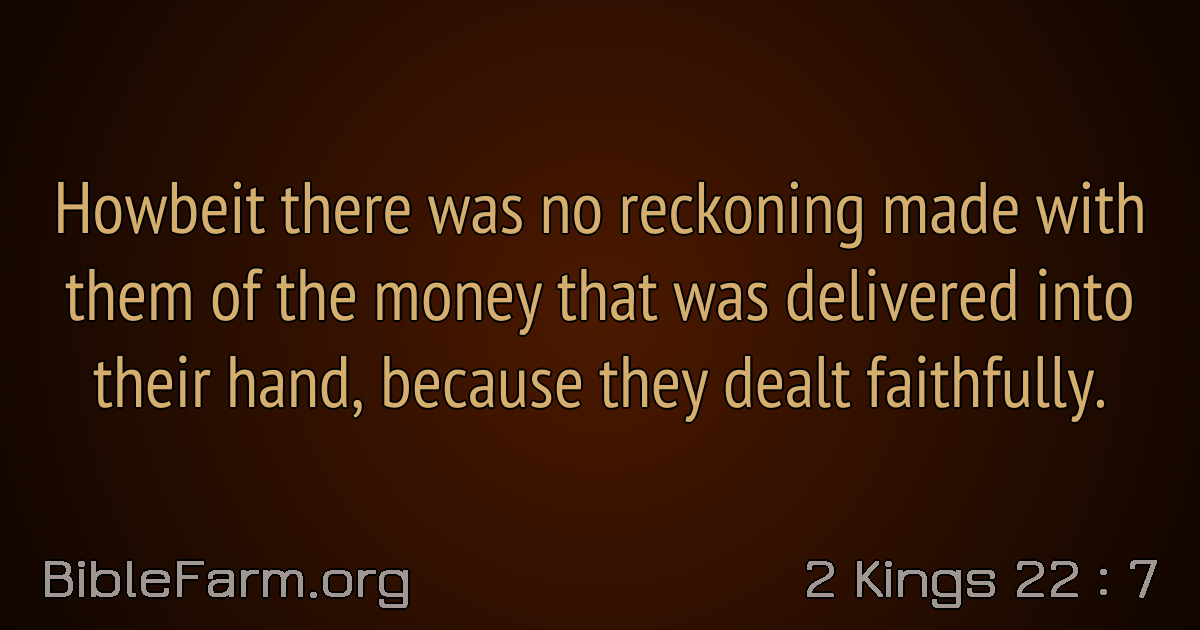 Howbeit there was no reckoning made with
them of the money that was delivered into
their hand, because they dealt faithfully.
BibleFarm.org
2 Kings 22 : 7